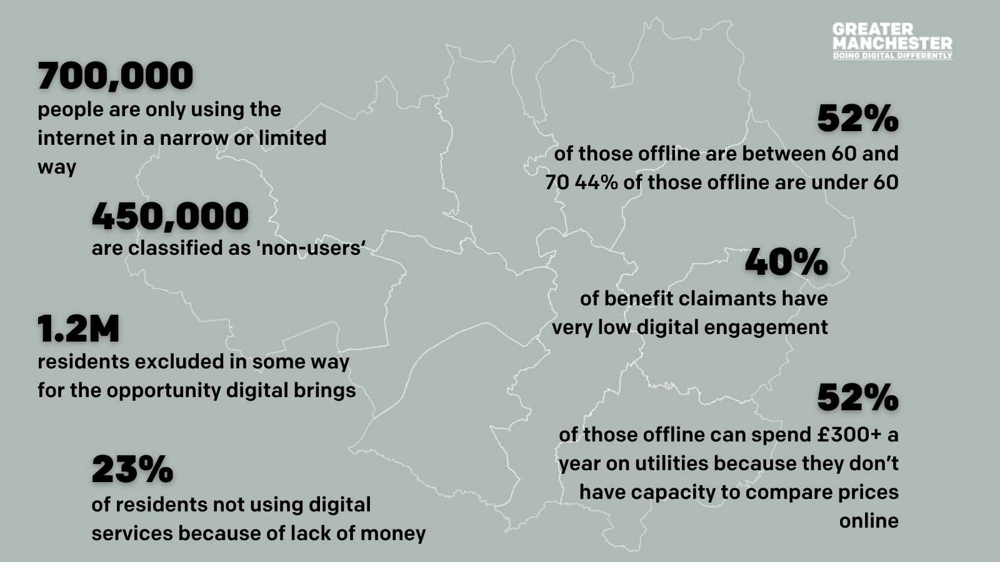 GREATER
MANCHESTER
DOING DIGITAL DIFFERENTLY
700,000
people are only using the
internet in a narrow or limited
way
450,000
are classified as 'non-users‘
1.2M
residents excluded in some way
for the opportunity digital brings
23%
of residents not using digital
services because of lack of money
52%
of those offline are between 60 and
70 44% of those offline are under 60
40%
of benefit claimants have
very low digital engagement
52%
of those offline can spend £300+ a
year on utilities because they don’t
have capacity to compare prices
online